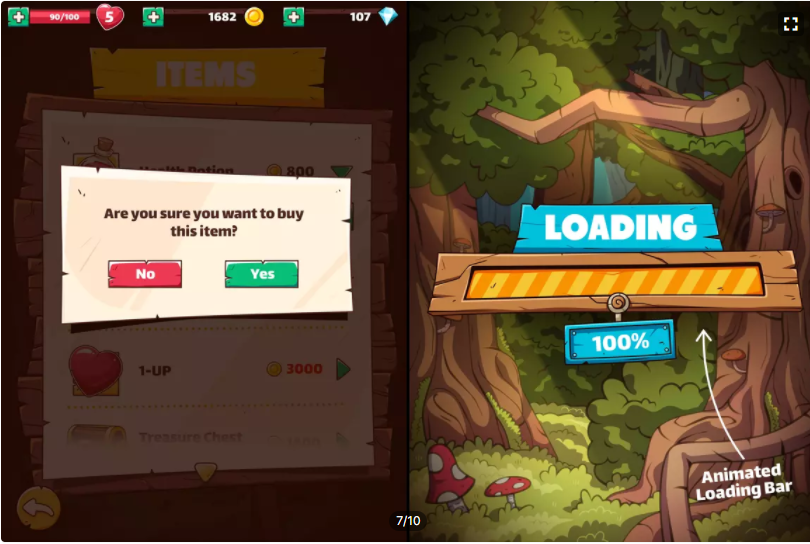 90/100
5
1682
107
ITEMS
Health Potion 800
Are you sure you want to buy
this item?
No
Yes
1-UP 3000
Treasure Chest
LOADING
100%
Animated
Loading Bar
7/10